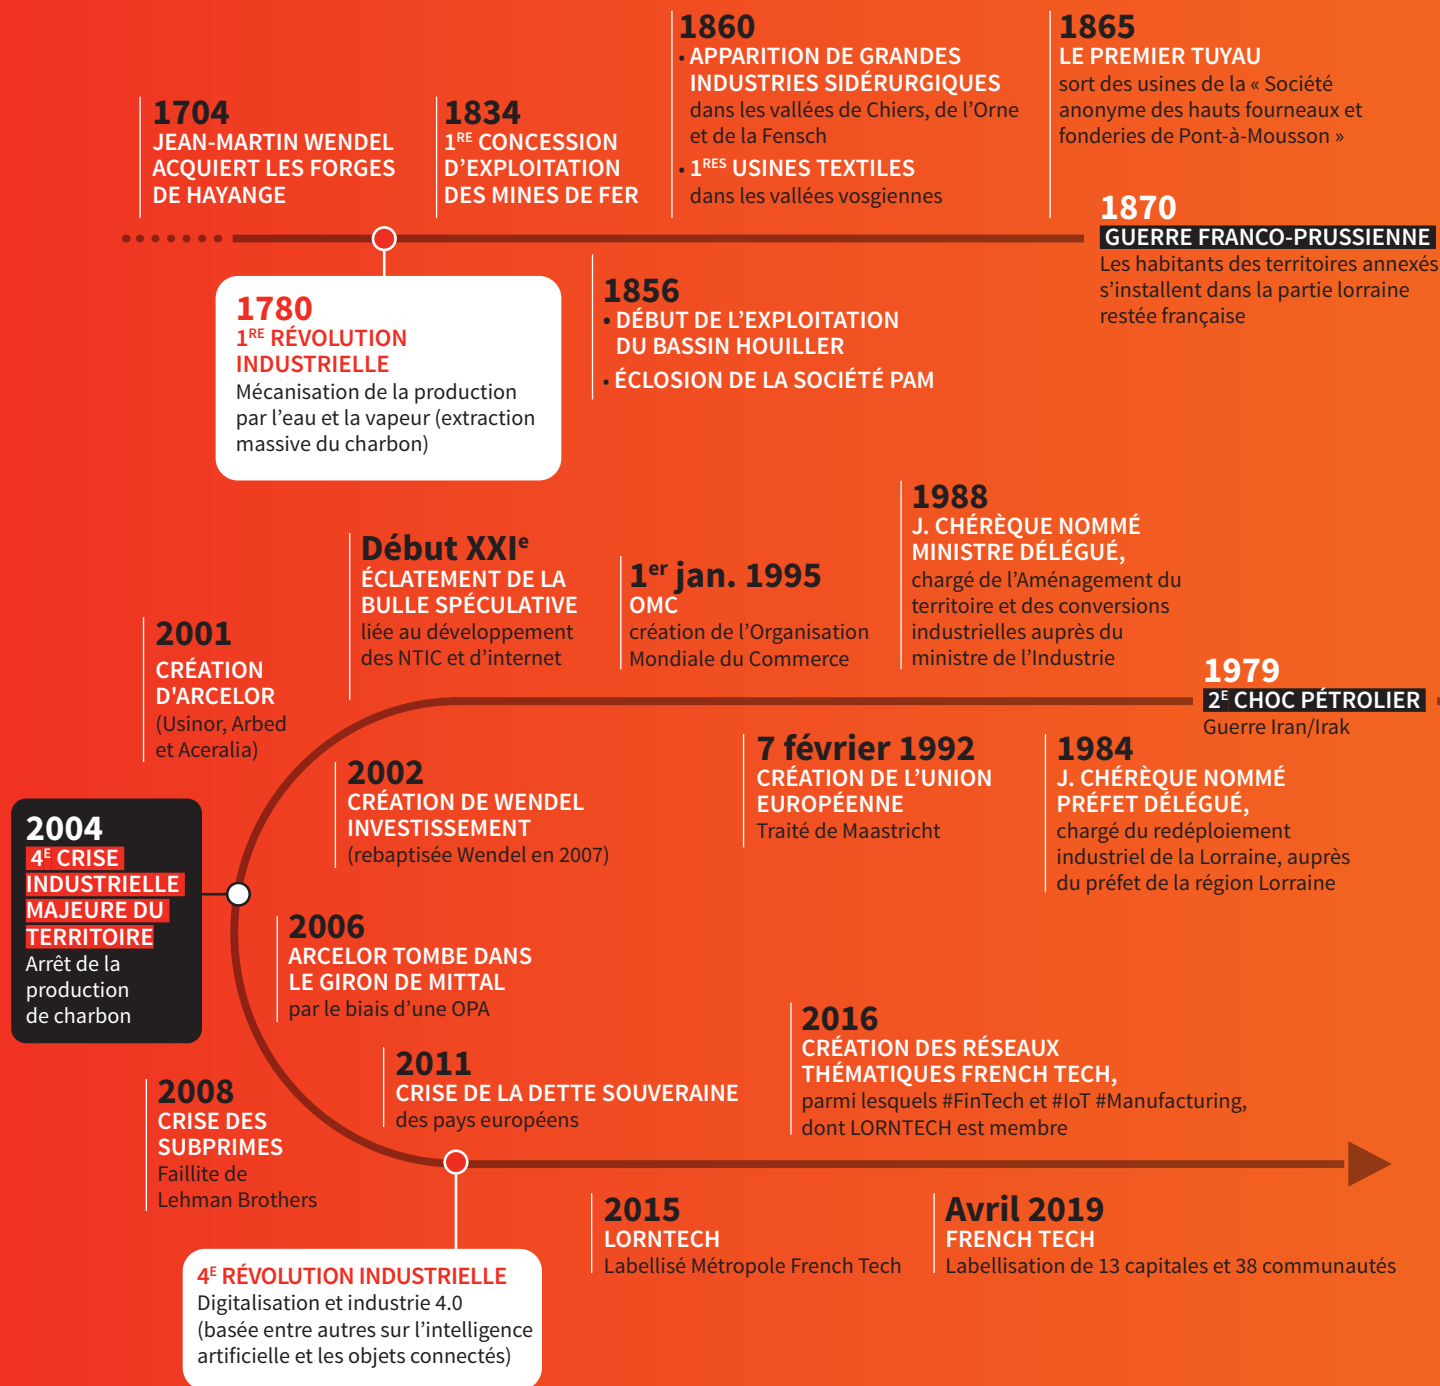 1704
JEAN-MARTIN WENDEL
ACQUIERT LES FORGES
DE HAYANGE
1780
1RE RÉVOLUTION
INDUSTRIELLE
Mécanisation de la production
par l'eau et la vapeur (extraction
massive du charbon)
1834
1RE CONCESSION
D'EXPLOITATION
DES MINES DE FER
1856
• DÉBUT DE L'EXPLOITATION
DU BASSIN HOUILLER
• ÉCLOSION DE LA SOCIÉTÉ PAM
1860
• APPARITION DE GRANDES
INDUSTRIES SIDÉRURGIQUES
dans les vallées de Chiers, de l'Orne
et de la Fensch
• 1RES USINES TEXTILES
dans les vallées vosgiennes
1865
LE PREMIER TUYAU
sort des usines de la « Société
anonyme des hauts fourneaux et
fonderies de Pont-à-Mousson »
1870
GUERRE FRANCO-PRUSSIENNE
Les habitants des territoires annexés
s'installent dans la partie lorraine
restée française
1979
2E CHOC PÉTROLIER
Guerre Iran/Irak
1984
J. CHÉRÈQUE NOMMÉ
PRÉFET DÉLÉGUÉ,
chargé du redéploiement
industriel de la Lorraine, auprès
du préfet de la région Lorraine
1988
J. CHÉRÈQUE NOMMÉ
MINISTRE DÉLÉGUÉ,
chargé de l'Aménagement du
territoire et des conversions
industrielles auprès du
ministre de l'Industrie
7 février 1992
CRÉATION DE L'UNION
EUROPÉENNE
Traité de Maastricht
1er jan. 1995
OMC
création de l'Organisation
Mondiale du Commerce
Début XXIe
ÉCLATEMENT DE LA
BULLE SPÉCULATIVE
liée au développement
des NTIC et d'internet
2001
CRÉATION
D'ARCELOR
(Usinor, Arbed
et Aceralia)
2002
CRÉATION DE WENDEL
INVESTISSEMENT
(rebaptisée Wendel en 2007)
2004
4E CRISE
INDUSTRIELLE
MAJEURE DU
TERRITOIRE
Arrêt de la
production
de charbon
2006
ARCELOR TOMBE DANS
LE GIRON DE MITTAL
par le biais d'une OPA
2008
CRISE DES
SUBPRIMES
Faillite de
Lehman Brothers
2011
CRISE DE LA DETTE SOUVERAINE
des pays européens
4E RÉVOLUTION INDUSTRIELLE
Digitalisation et industrie 4.0
(basée entre autres sur l'intelligence
artificielle et les objets connectés)
2015
LORNTECH
Labellisé Métropole French Tech
2016
CRÉATION DES RÉSEAUX
THÉMATIQUES FRENCH TECH,
parmi lesquels #FinTech et #IoT #Manufacturing,
dont LORNTECH est membre
Avril 2019
FRENCH TECH
Labellisation de 13 capitales et 38 communautés